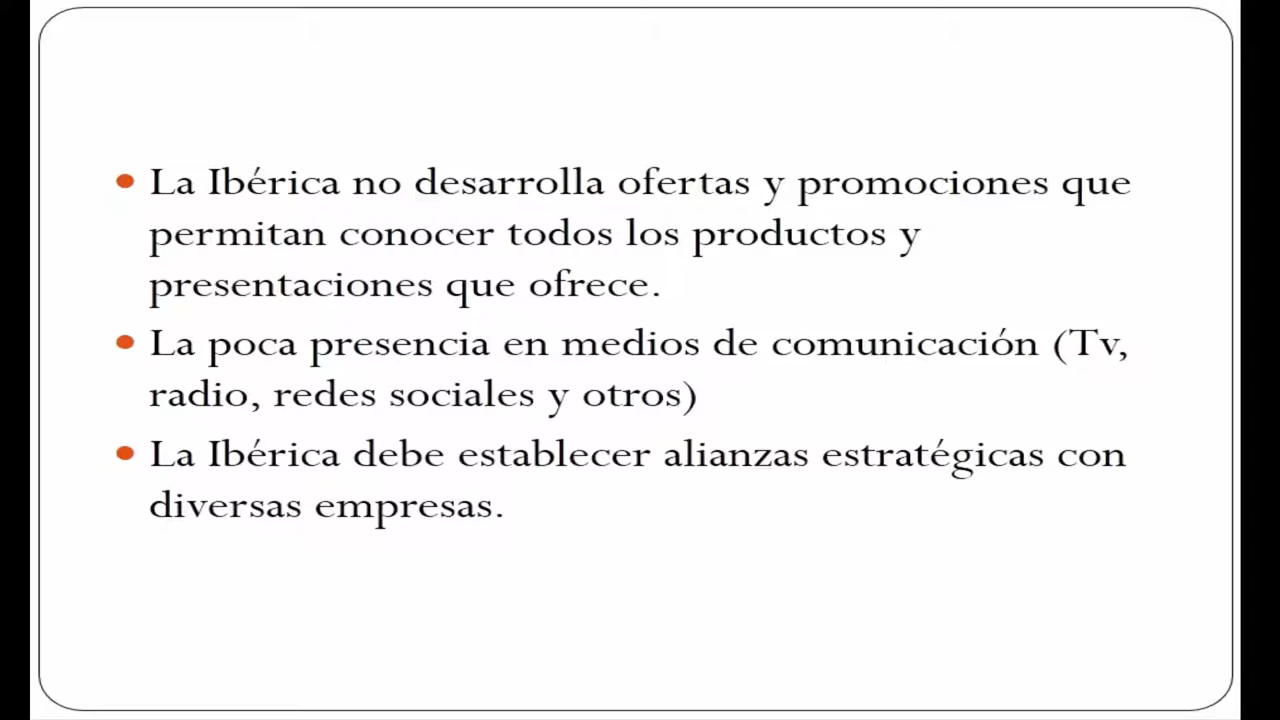 La Ibérica no desarrolla ofertas y promociones que
permitan conocer todos los productos y
presentaciones que ofrece.
La poca presencia en medios de comunicación (Tv,
radio, redes sociales y otros)
La Ibérica debe establecer alianzas estratégicas con
diversas empresas.